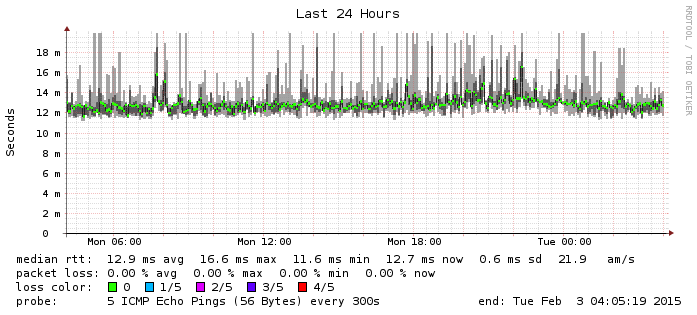 Last 24 Hours
RRDTOOL / TOBI OETIKER
Seconds
18 m
16 m
14 m
12 m
10 m
8 m
6 m
4 m
2 m
0
Mon 06:00 Mon 12:00 Mon 18:00 Tue 00:00
median rtt: 12.9 ms avg 16.6 ms max 11.6 ms min 12.7 ms now 0.6 ms sd 21.9 am/s
packet loss: 0.00 % avg 0.00 % max 0.00 % min 0.00 % now
loss color: 0 1/5 2/5 3/5 4/5
probe: 5 ICMP Echo Pings (56 Bytes) every 300s end: Tue Feb 3 04:05:19 2015